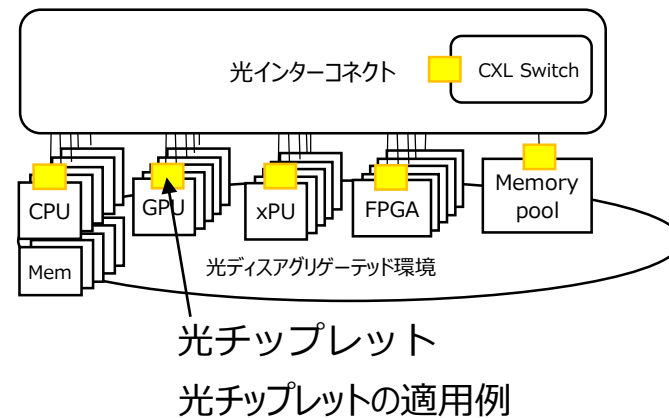 光インターコネクト
CXL Switch
CPU
GPU
xPU
FPGA
Memory
pool
Mem
光ディスアグリゲーテッド環境
光チップレット
光チップレットの適用例